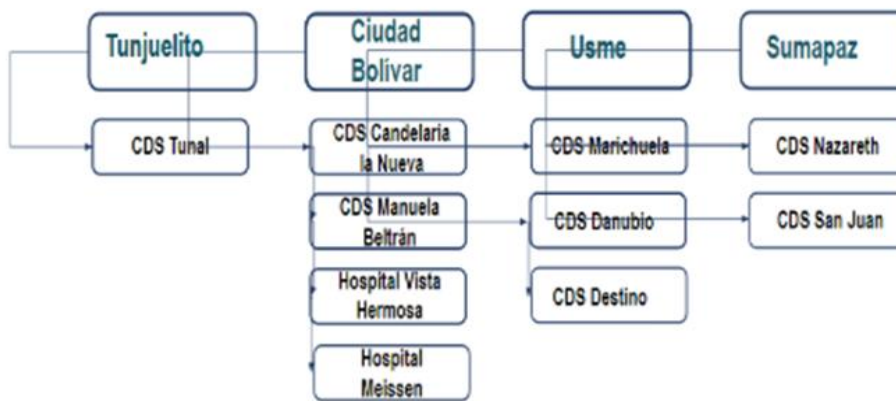 Tunjuelito
Ciudad
Bolívar
Usme
Sumapaz
CDS Tunal
CDS Candelaria
la Nueva
CDS Marichuela
CDS Nazareth
CDS Manuela
Beltrán
CDS Danubio
CDS San Juan
Hospital Vista
Hermosa
CDS Destino
Hospital
Meissen